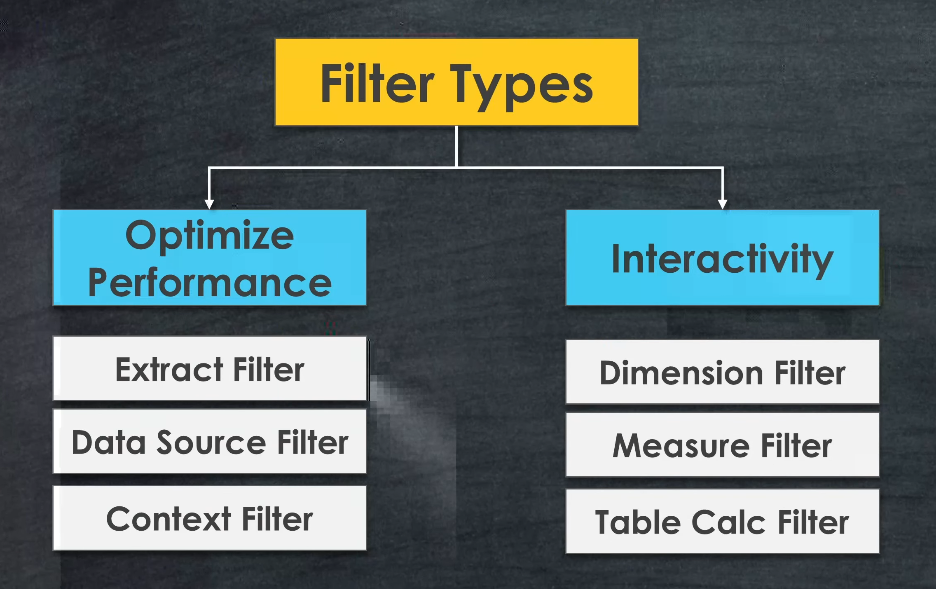 Filter Types
Optimize
Performance
Extract Filter
Data Source Filter
Context Filter
Interactivity
Dimension Filter
Measure Filter
Table Calc Filter